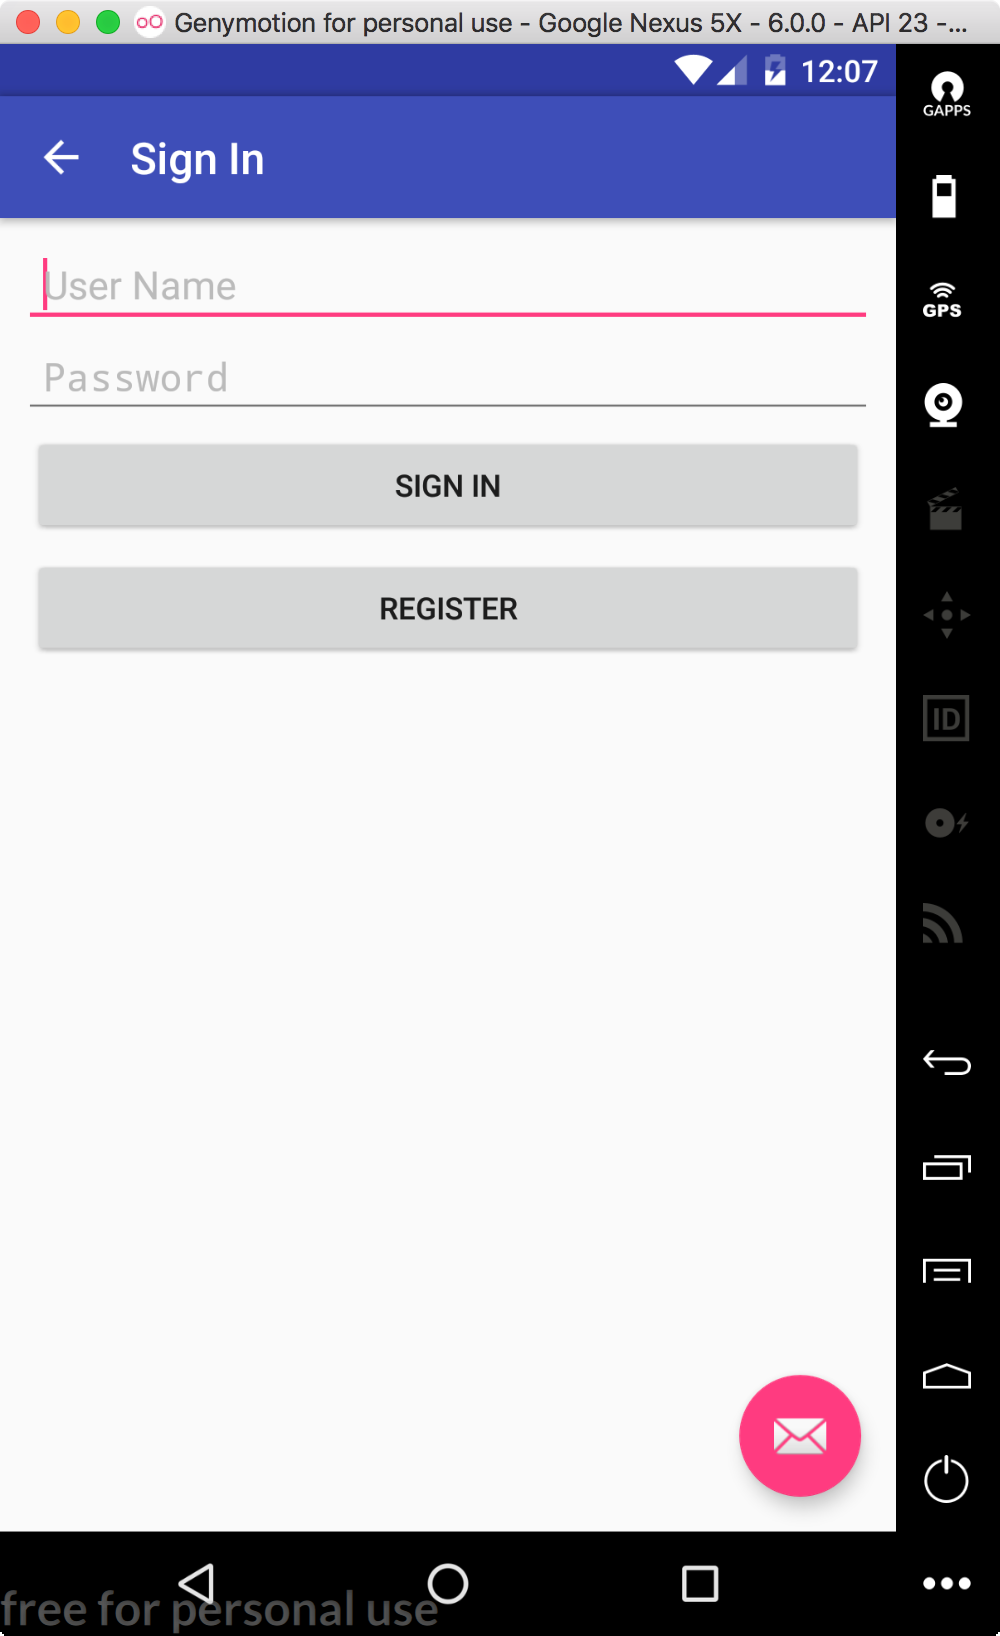 Genymotion for personal use - Google Nexus 5X - 6.0.0 - API 23 -...
12:07
GAPPS
Sign In
User Name
GPS
Password
SIGN IN
REGISTER
ID
free for personal use